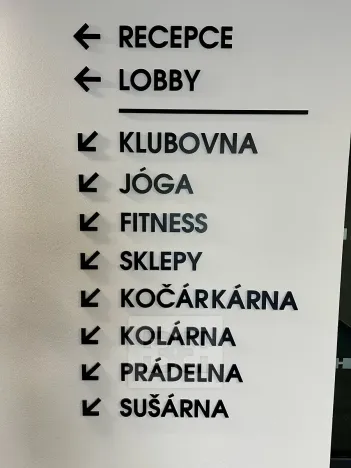 ← RECEPCE
← LOBBY
↙ KLUBOVNA
↙ JÓGA
↙ FITNESS
↙ SKLEPY
↙ KOČÁRKÁRNA
↙ KOLÁRNA
↙ PRÁDELNA
↙ SUŠÁRNA